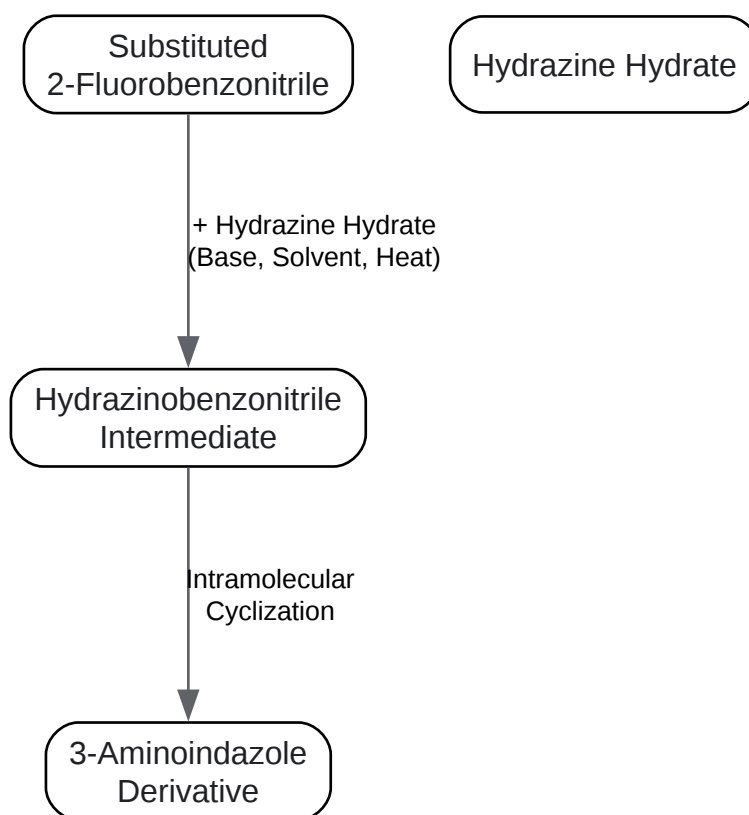 Substituted
2-Fluorobenzonitrile
Hydrazine Hydrate
+ Hydrazine Hydrate
(Base, Solvent, Heat)
Hydrazinobenzonitrile
Intermediate
Intramolecular
Cyclization
3-Aminoindazole
Derivative